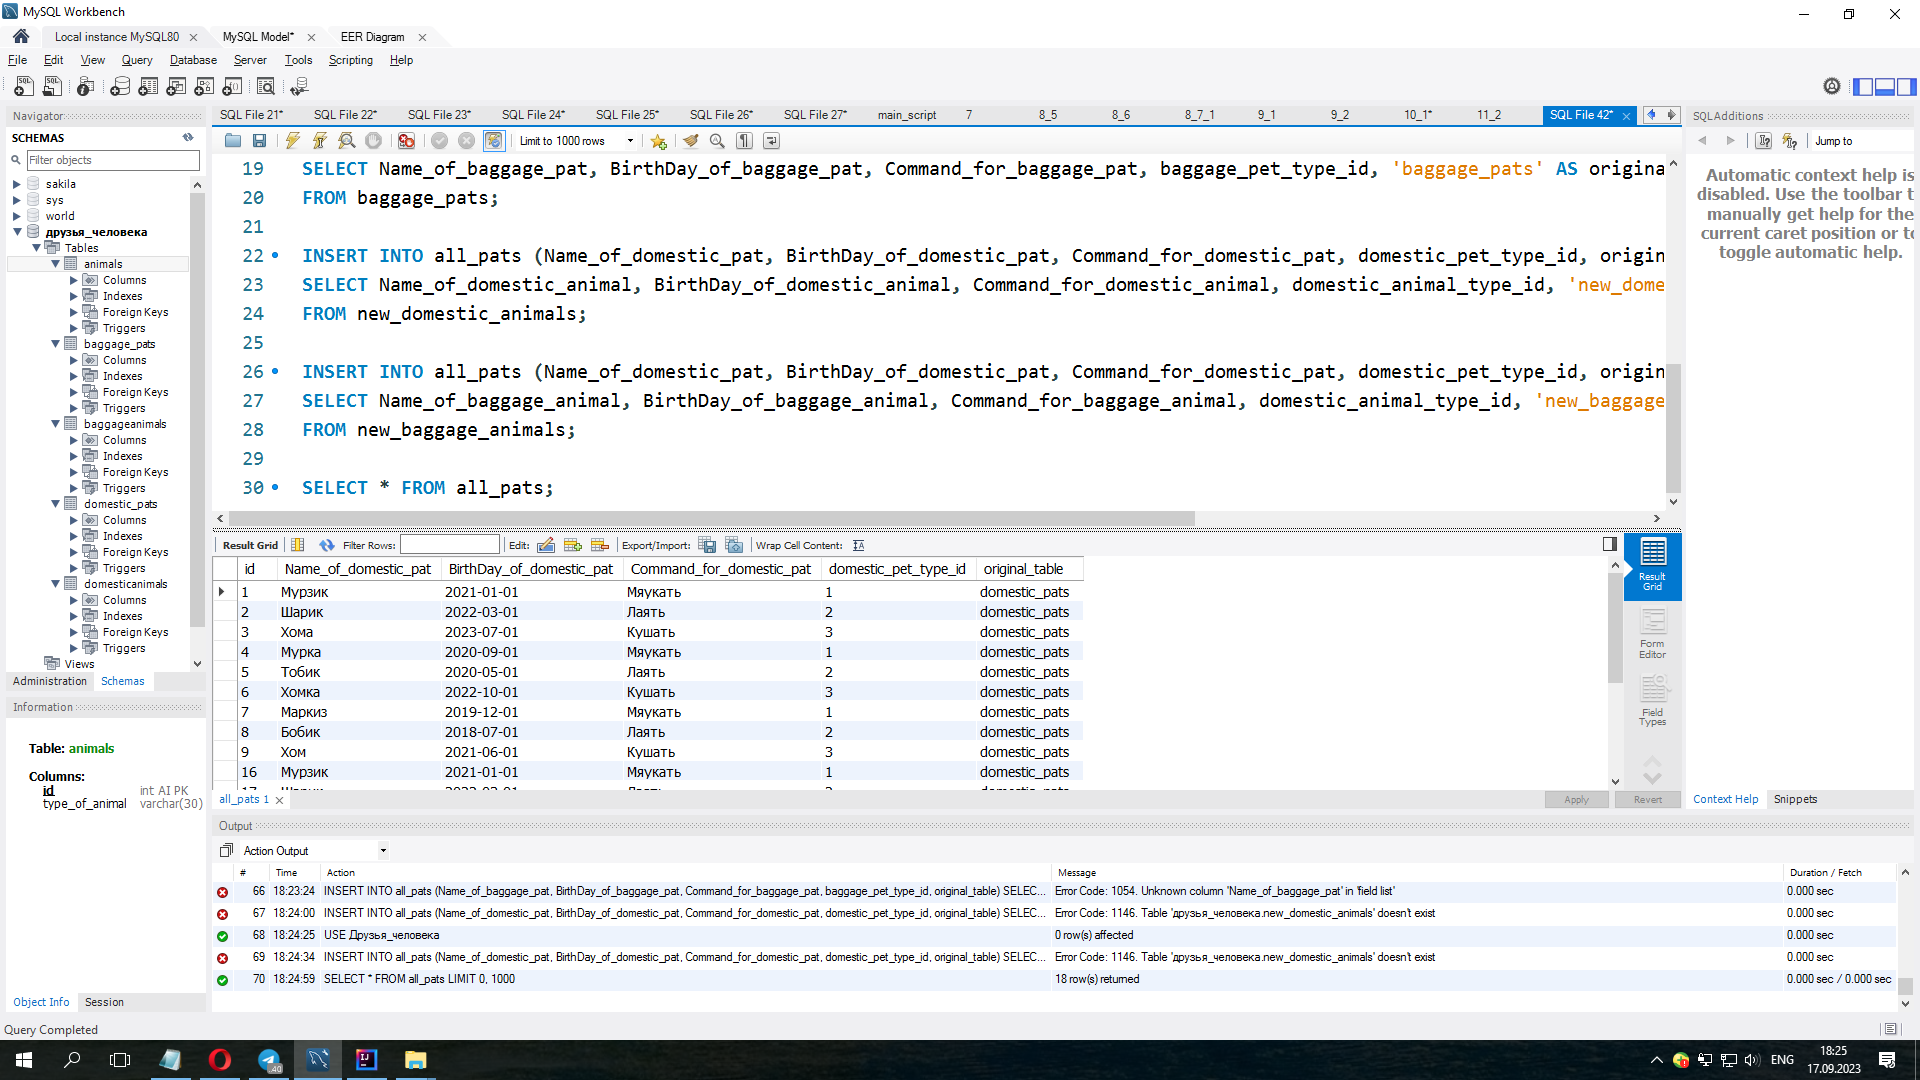 MySQL Workbench
Local instance MySQL80
MySQL Model*
EER Diagram
File Edit View Query Database Server Tools Scripting Help
Navigator
SCHEMAS
Filter objects
sakila
sys
world
друзья_человека
Tables
animals
Columns
Indexes
Foreign Keys
Triggers
baggage_pats
Columns
Indexes
Foreign Keys
Triggers
baggageanimals
Columns
Indexes
Foreign Keys
Triggers
domestic_pats
Columns
Indexes
Foreign Keys
Triggers
domesticanimals
Columns
Indexes
Foreign Keys
Triggers
Views
Administration Schemas
Information
Table: animals
Columns:
id int AI PK
type_of_animal varchar(30)
Object Info Session
Query Completed
SQL File 21* SQL File 22* SQL File 23* SQL File 24* SQL File 25* SQL File 26* SQL File 27* main_script 7 8_5 8_6 8_7_1 9_1 9_2 10_1* 11_2 SQL File 42*
Limit to 1000 rows
19 SELECT Name_of_baggage_pat, BirthDay_of_baggage_pat, Command_for_baggage_pat, baggage_pet_type_id, 'baggage_pats' AS origina
20 FROM baggage_pats;
21
22 INSERT INTO all_pats (Name_of_domestic_pat, BirthDay_of_domestic_pat, Command_for_domestic_pat, domestic_pet_type_id, origin
23 SELECT Name_of_domestic_animal, BirthDay_of_domestic_animal, Command_for_domestic_animal, domestic_animal_type_id, 'new_dome
24 FROM new_domestic_animals;
25
26 INSERT INTO all_pats (Name_of_domestic_pat, BirthDay_of_domestic_pat, Command_for_domestic_pat, domestic_pet_type_id, origin
27 SELECT Name_of_baggage_animal, BirthDay_of_baggage_animal, Command_for_baggage_animal, domestic_animal_type_id, 'new_baggage
28 FROM new_baggage_animals;
29
30 SELECT * FROM all_pats;
Result Grid Filter Rows: Edit: Export/Import: Wrap Cell Content:
id Name_of_domestic_pat BirthDay_of_domestic_pat Command_for_domestic_pat domestic_pet_type_id original_table
1 Мурзик 2021-01-01 Мяукать 1 domestic_pats
2 Шарик 2022-03-01 Лаять 2 domestic_pats
3 Хома 2023-07-01 Кушать 3 domestic_pats
4 Мурка 2020-09-01 Мяукать 1 domestic_pats
5 Тобик 2020-05-01 Лаять 2 domestic_pats
6 Хомка 2022-10-01 Кушать 3 domestic_pats
7 Маркиз 2019-12-01 Мяукать 1 domestic_pats
8 Бобик 2018-07-01 Лаять 2 domestic_pats
9 Хом 2021-06-01 Кушать 3 domestic_pats
16 Мурзик 2021-01-01 Мяукать 1 domestic_pats
Result
Grid
Form
Editor
Field
Types
all_pats 1
Apply Revert
Output
Action Output
# Time Action Message Duration / Fetch
66 18:23:24 INSERT INTO all_pats (Name_of_baggage_pat, BirthDay_of_baggage_pat, Command_for_baggage_pat, baggage_pet_type_id, original_table) SELEC... Error Code: 1054. Unknown column 'Name_of_baggage_pat' in 'field list' 0.000 sec
67 18:24:00 INSERT INTO all_pats (Name_of_domestic_pat, BirthDay_of_domestic_pat, Command_for_domestic_pat, domestic_pet_type_id, original_table) SELEC... Error Code: 1146. Table 'друзья_человека.new_domestic_animals' doesn't exist 0.000 sec
68 18:24:25 USE Друзья_человека 0 row(s) affected 0.000 sec
69 18:24:34 INSERT INTO all_pats (Name_of_domestic_pat, BirthDay_of_domestic_pat, Command_for_domestic_pat, domestic_pet_type_id, original_table) SELEC... Error Code: 1146. Table 'друзья_человека.new_domestic_animals' doesn't exist 0.000 sec
70 18:24:59 SELECT * FROM all_pats LIMIT 0, 1000 18 row(s) returned 0.000 sec / 0.000 sec
SQLAdditions
Jump to
Automatic context help is
disabled. Use the toolbar t
manually get help for the
current caret position or to
toggle automatic help.
Context Help Snippets
40
ENG
18:25
17.09.2023